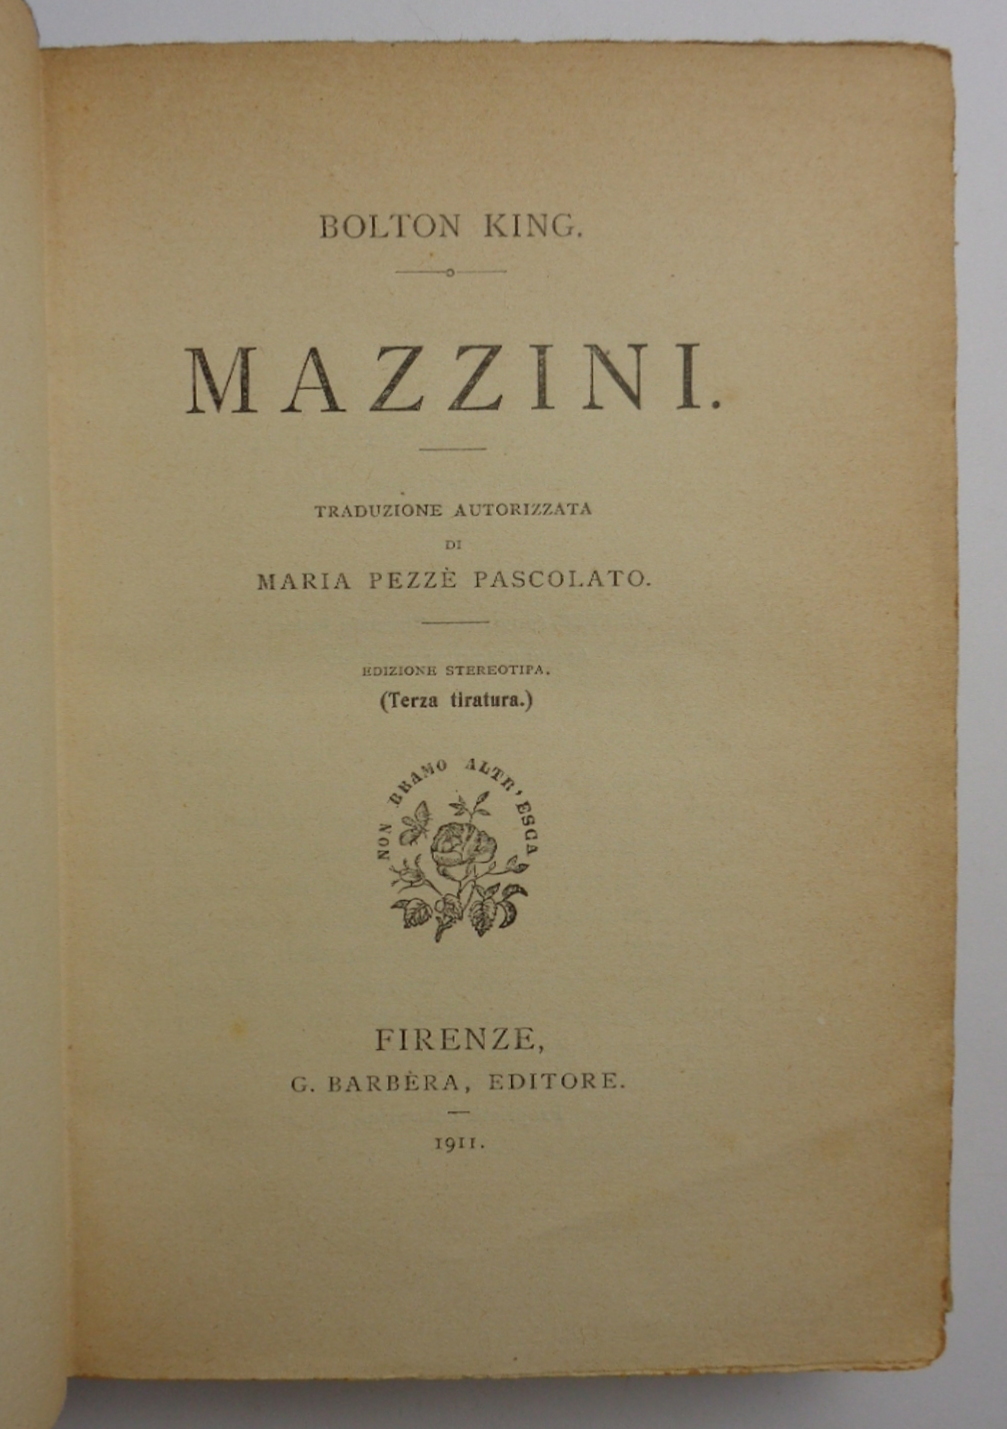 BOLTON KING.
MAZZINI.
TRADUZIONE AUTORIZZATA
DI
MARIA PEZZÈ PASCOLATO.
EDIZIONE STEREOTIPA.
(Terza tiratura.)
NON BRAMO ALTR' ESCA
FIRENZE,
G. BARBÈRA, EDITORE.
1911.